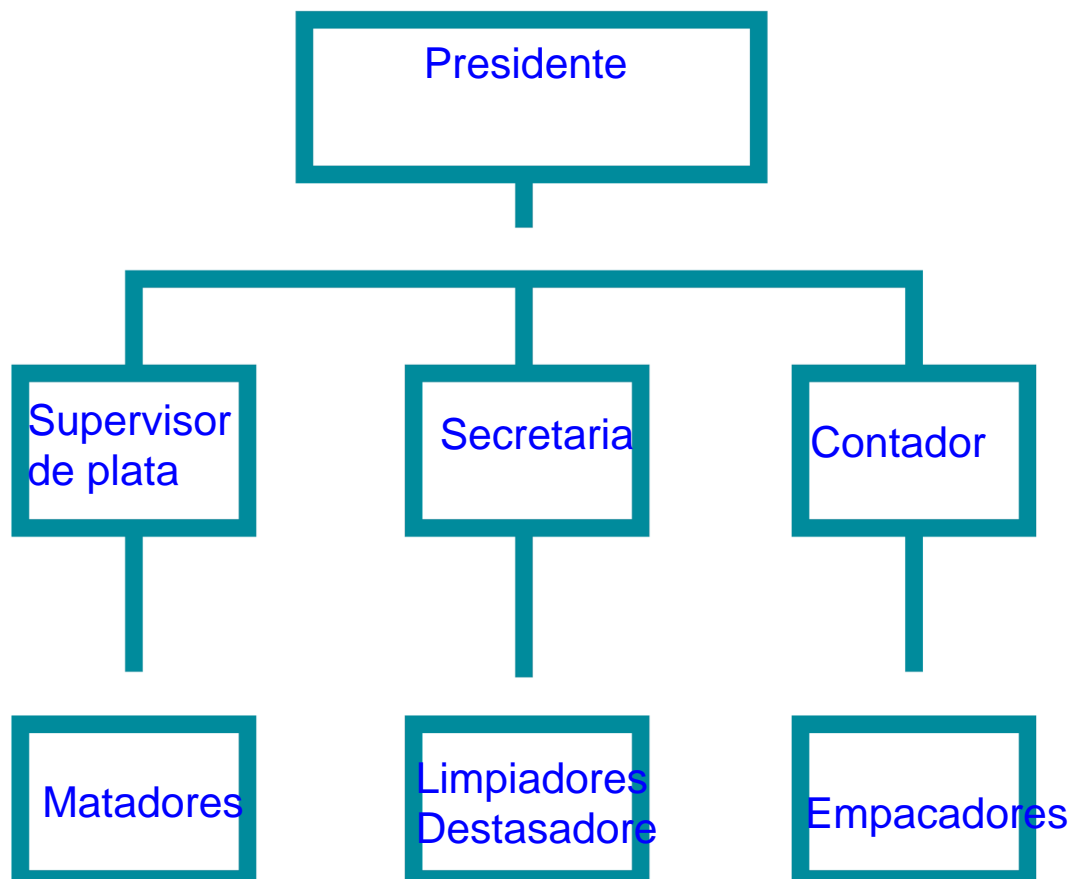 Presidente
Supervisor
de plata
Secretaria
Contador
Matadores
Limpiadores
Destasadore
Empacadores